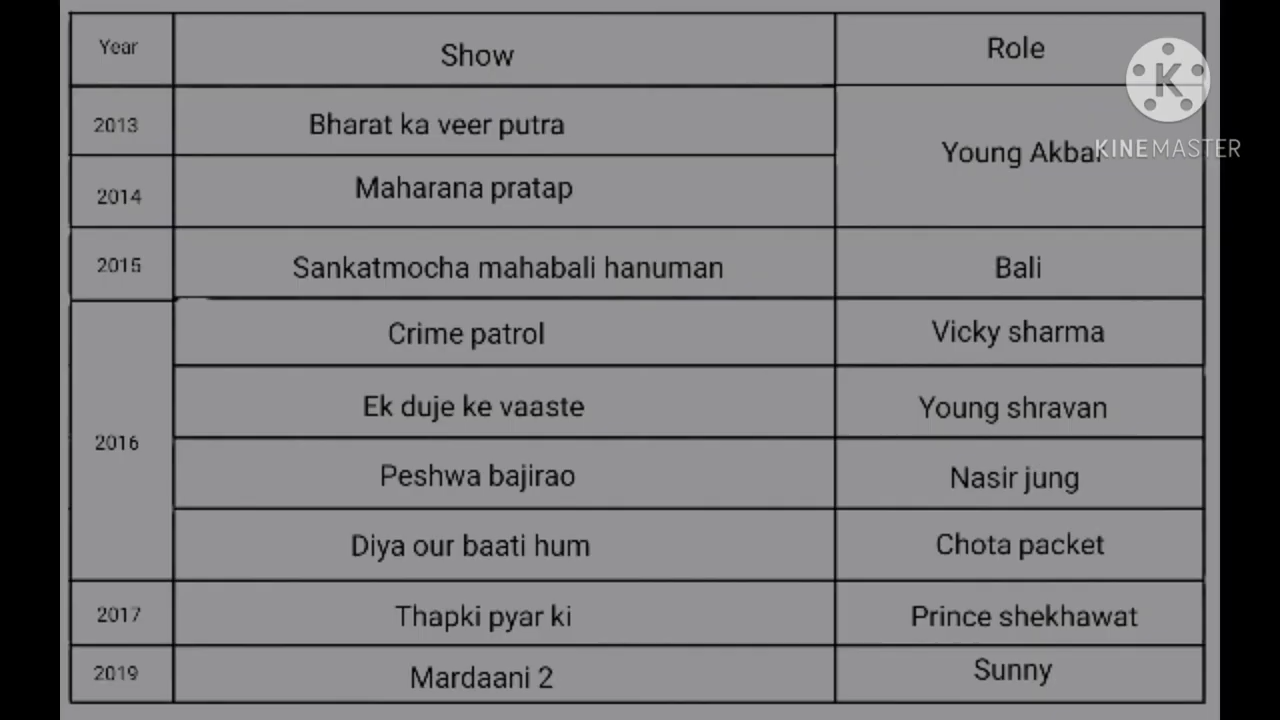 Year Show Role
2013 Bharat ka veer putra
Young Akbar
2014 Maharana pratap
2015 Sankatmocha mahabali hanuman Bali
Crime patrol Vicky sharma
Ek duje ke vaaste Young shravan
2016
Peshwa bajirao Nasir jung
Diya our baati hum Chota packet
2017 Thapki pyar ki Prince shekhawat
2019 Mardaani 2 Sunny
K
KINEMASTER